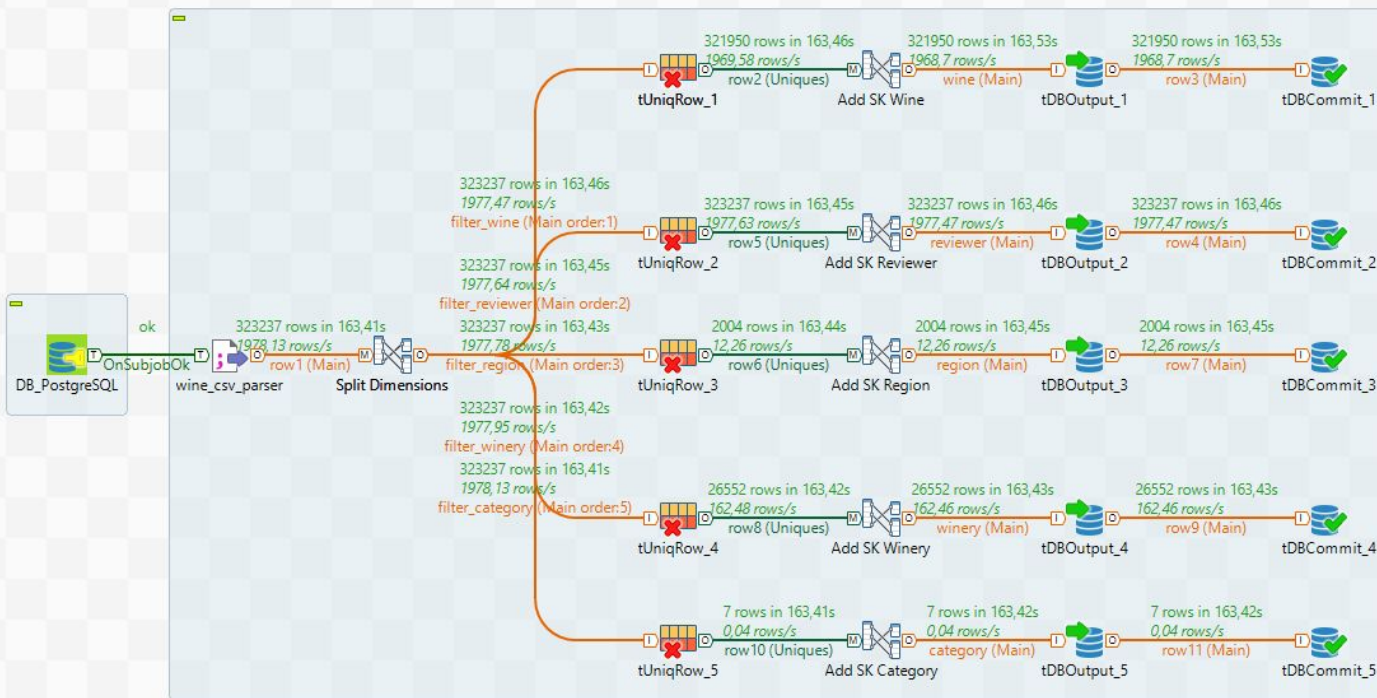 321950 rows in 163,46s
1969,58 rows/s
row2 (Uniques)
321950 rows in 163,53s
1968,7 rows/s
wine (Main)
321950 rows in 163,53s
1968,7 rows/s
row3 (Main)
I
O
M
O
I
O
I
tUniqRow_1
Add SK Wine
tDBOutput_1
tDBCommit_1
323237 rows in 163,46s
1977,47 rows/s
filter_wine (Main order:1)
323237 rows in 163,45s
1977,63 rows/s
row5 (Uniques)
323237 rows in 163,46s
1977,47 rows/s
reviewer (Main)
323237 rows in 163,46s
1977,47 rows/s
row4 (Main)
I
O
M
O
I
O
I
tUniqRow_2
Add SK Reviewer
tDBOutput_2
tDBCommit_2
323237 rows in 163,45s
1977,64 rows/s
filter_reviewer (Main order:2)
ok
T
OnSubjobOk
T
DB_PostgreSQL
wine_csv_parser
323237 rows in 163,41s
1978,13 rows/s
O
row1 (Main)
M
O
Split Dimensions
323237 rows in 163,43s
1977,78 rows/s
filter_region (Main order:3)
2004 rows in 163,44s
12,26 rows/s
row6 (Uniques)
2004 rows in 163,45s
12,26 rows/s
region (Main)
2004 rows in 163,45s
12,26 rows/s
row7 (Main)
I
O
M
O
I
O
I
tUniqRow_3
Add SK Region
tDBOutput_3
tDBCommit_3
323237 rows in 163,42s
1977,95 rows/s
filter_winery (Main order:4)
323237 rows in 163,41s
1978,13 rows/s
filter_category (Main order:5)
26552 rows in 163,42s
162,48 rows/s
row8 (Uniques)
26552 rows in 163,43s
162,46 rows/s
winery (Main)
26552 rows in 163,43s
162,46 rows/s
row9 (Main)
I
O
M
O
I
O
I
tUniqRow_4
Add SK Winery
tDBOutput_4
tDBCommit_4
7 rows in 163,41s
0,04 rows/s
row10 (Uniques)
7 rows in 163,42s
0,04 rows/s
category (Main)
7 rows in 163,42s
0,04 rows/s
row11 (Main)
I
O
M
O
I
O
I
tUniqRow_5
Add SK Category
tDBOutput_5
tDBCommit_5